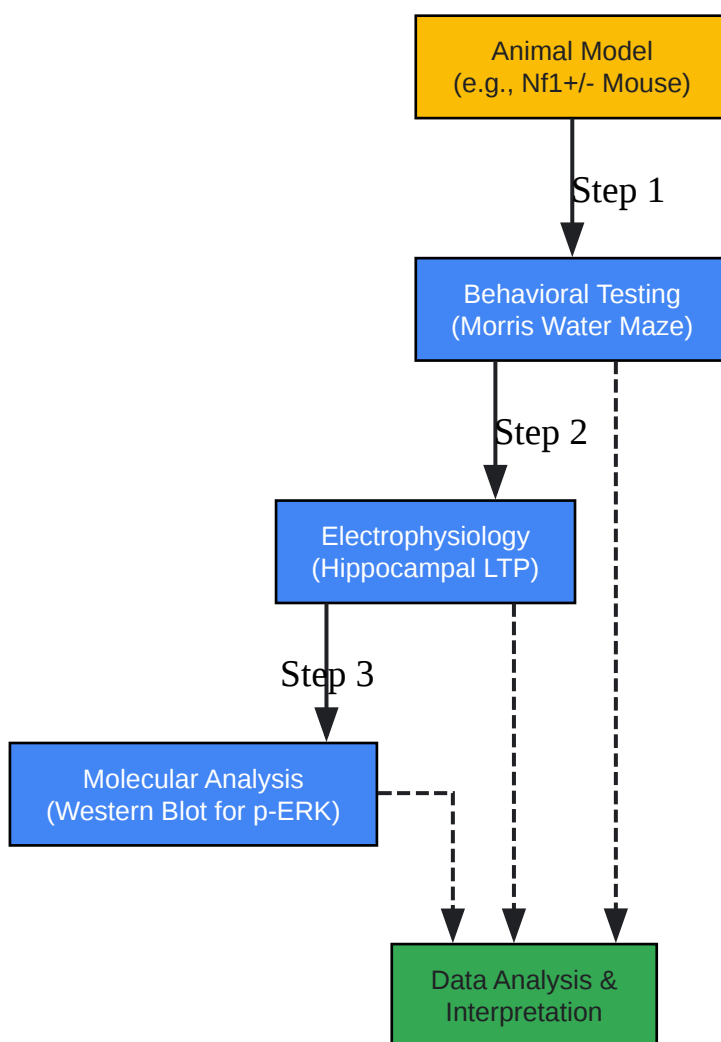 Animal Model
(e.g., Nf1+/- Mouse)
Step 1
Behavioral Testing
(Morris Water Maze)
Step 2
Electrophysiology
(Hippocampal LTP)
Step 3
Molecular Analysis
(Western Blot for p-ERK)
Data Analysis &
Interpretation